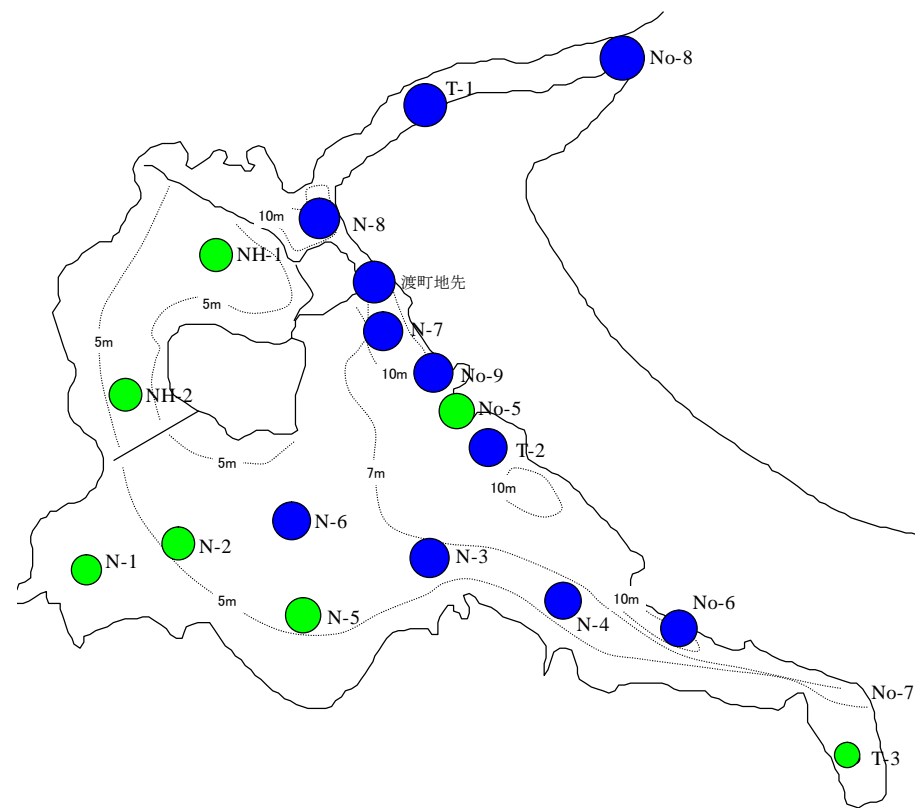 No-8
T-1
10m
N-8
NH-1
渡町地先
5m
N-7
5m
10m
No-9
NH-2
No-5
T-2
5m
7m
10m
N-6
N-2
N-3
N-1
5m
10m
No-6
N-5
N-4
No-7
T-3